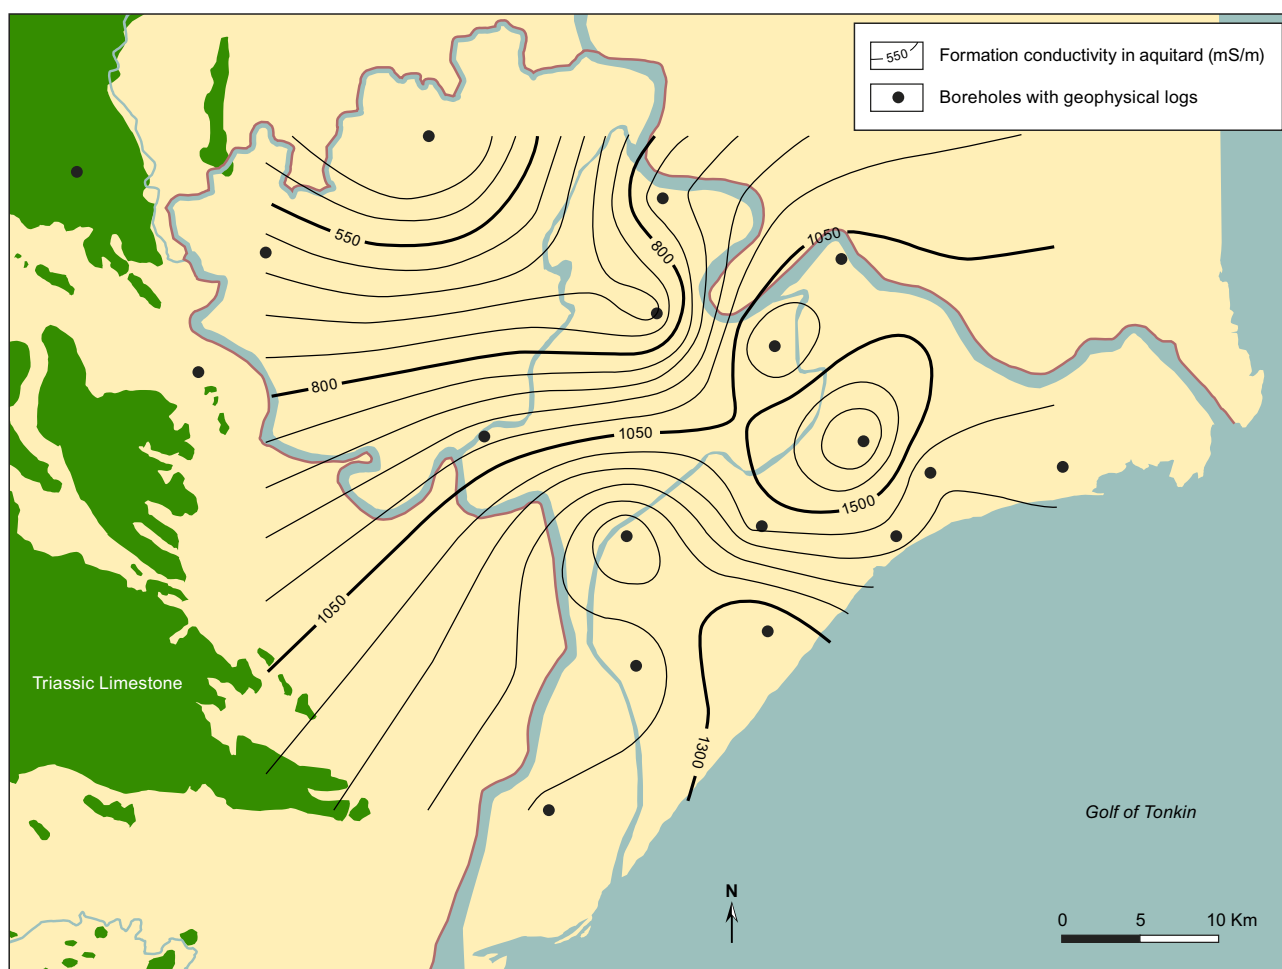 550 Formation conductivity in aquitard (mS/m)
Boreholes with geophysical logs
550
800
1050
800
1050
1500
1050
Triassic Limestone
1300
Golf of Tonkin
N
0 5 10 Km